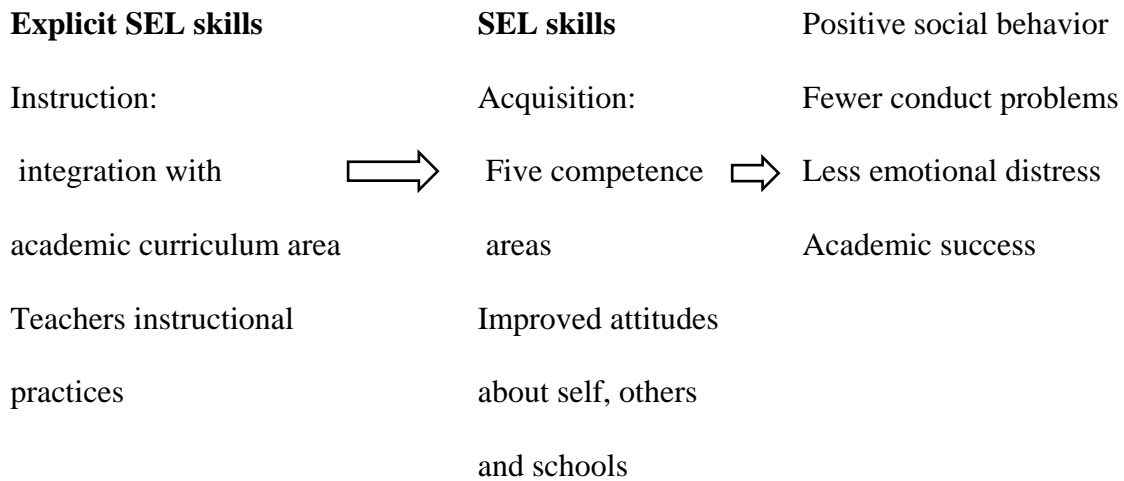 Explicit SEL skills
Instruction:
integration with
academic curriculum area
Teachers instructional
practices
SEL skills
Acquisition:
Five competence
areas
Improved attitudes
about self, others
and schools
Positive social behavior
Fewer conduct problems
Less emotional distress
Academic success